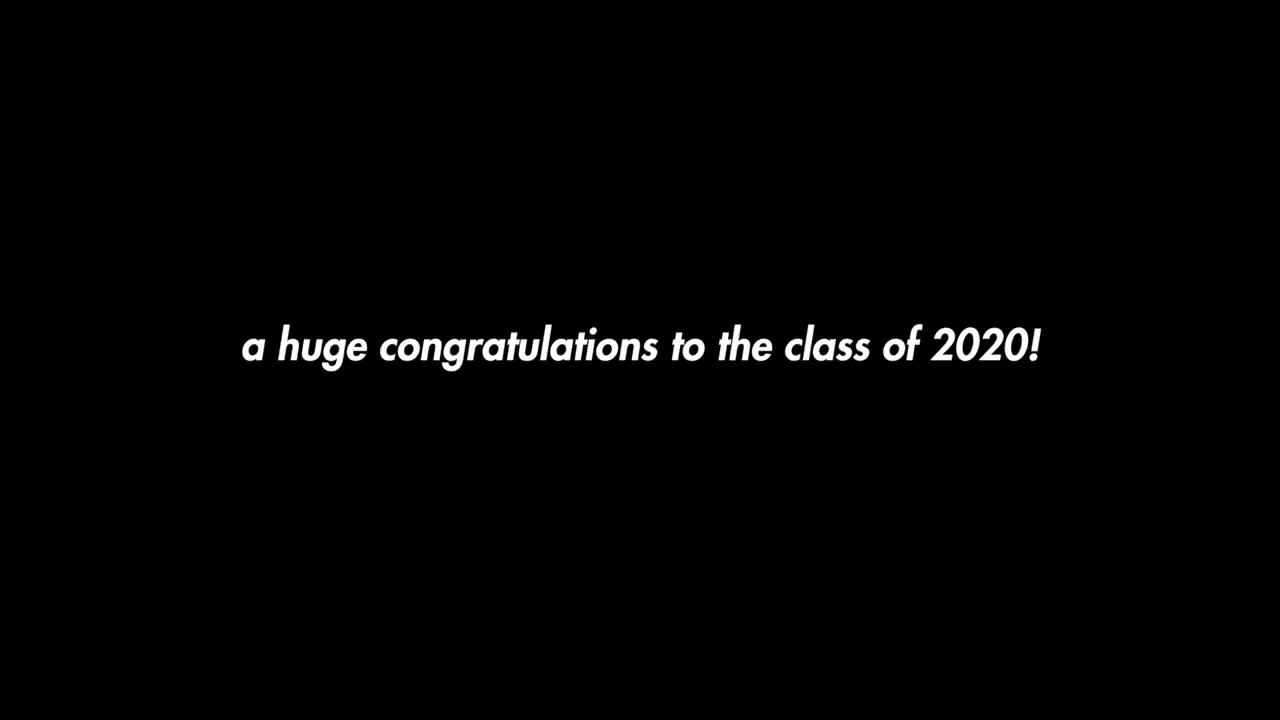 a huge congratulations to the class of 2020!